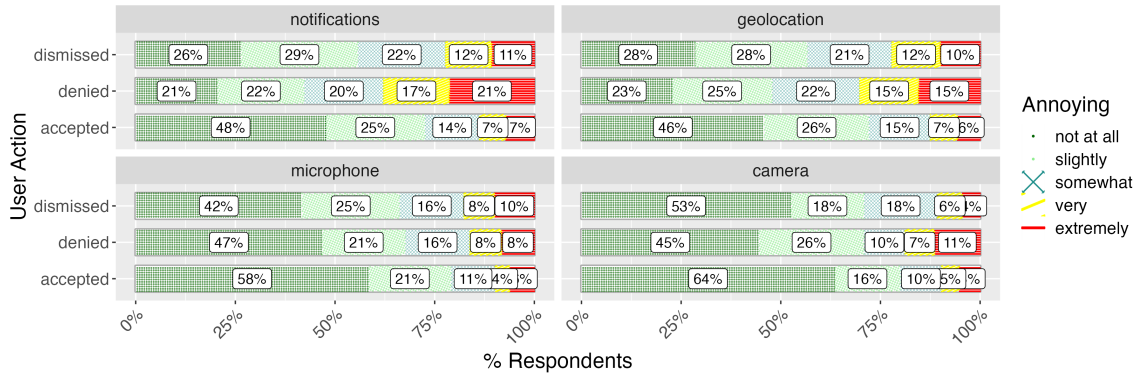 notifications
geolocation
dismissed 26% 29% 22% 12% 11% 28% 28% 21% 12% 10%
denied 21% 22% 20% 17% 21% 23% 25% 22% 15% 15%
accepted 48% 25% 14% 7% 7% 46% 26% 15% 7% 6%
microphone
camera
dismissed 42% 25% 16% 8% 10% 53% 18% 18% 6%
denied 47% 21% 16% 8% 8% 45% 26% 10% 7% 11%
accepted 58% 21% 11% 4% 64% 16% 10% 5%
0% 25% 50% 75% 100% 0% 25% 50% 75% 100%
% Respondents
User Action
Annoying
not at all
slightly
somewhat
very
extremely